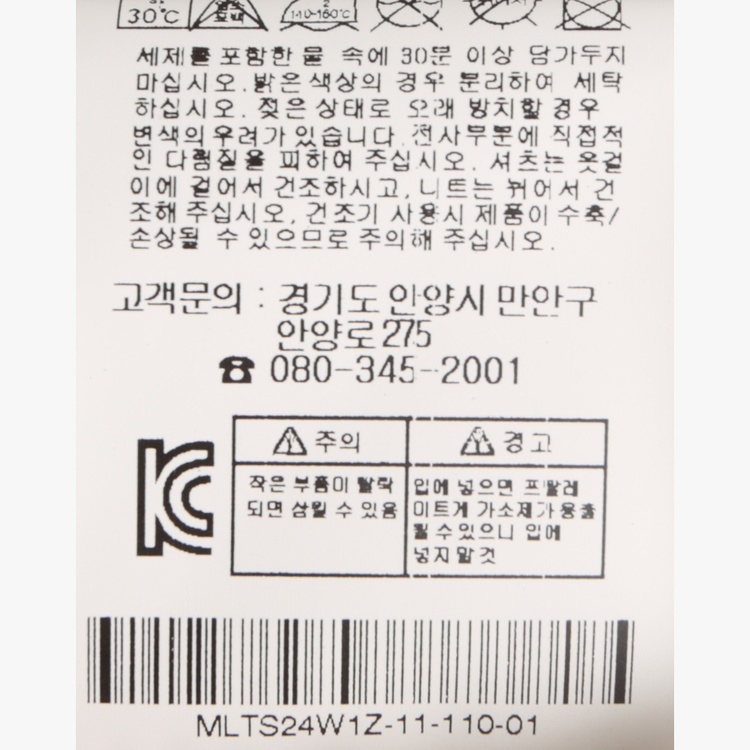 30℃
표백
140-160℃
세제를 포함한 물 속에 30분 이상 담가두지
마십시오.밝은색상의 경우 분리하여 세탁
하십시오. 젖은상태로 오래 방치할 경우
변색의우려가있습니다.전사부분에 직접적
인 다림질을 피하여 주십시오. 셔츠는 옷걸
이에 걸어서 건조하시고, 니트는 뉘어서 건
조해 주십시오, 건조기 사용시 제품이 수축/
손상될 수있으므로 주의해 주십시오.
고객문의 : 경기도 안양시 만안구
안양로275
☎ 080-345-2001
주의
경고
작은 부품이 탈락
되면 삼킬 수 있음
입에 넣으면 프탈레
이트계 가소제가용출
될 수있으니 입에
넣지말것
MLTS24W1Z-11-110-01